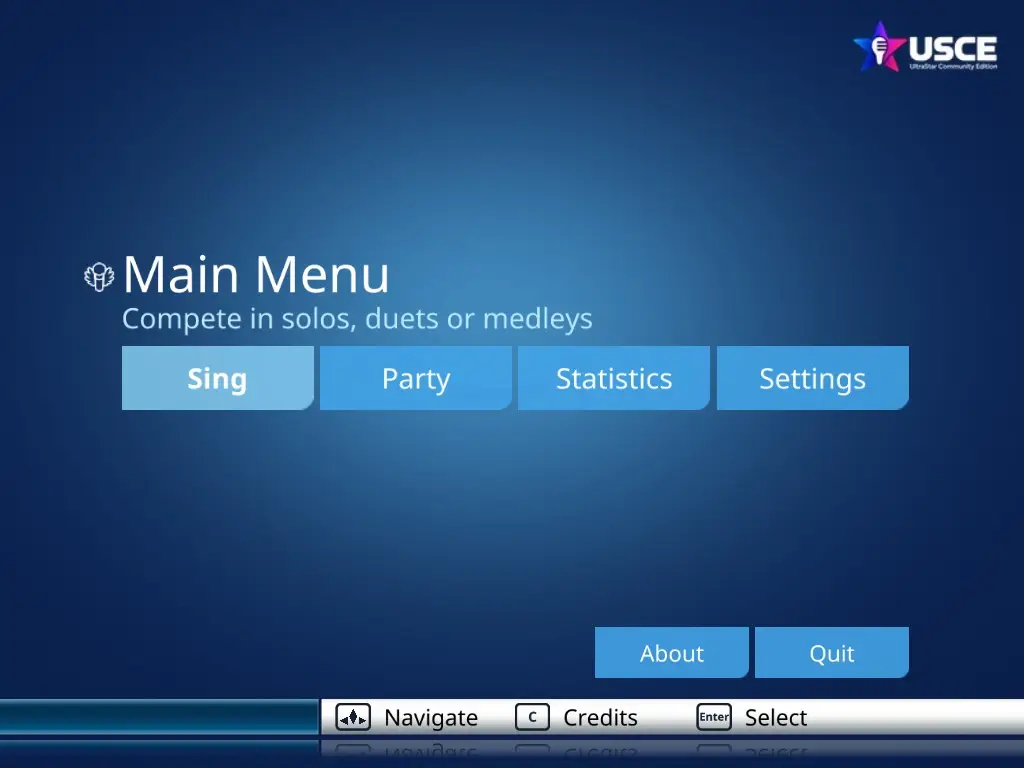 USCE
UltraStar Community Edition
Main Menu
Compete in solos, duets or medleys
Sing Party Statistics Settings
About Quit
Navigate C Credits Enter Select